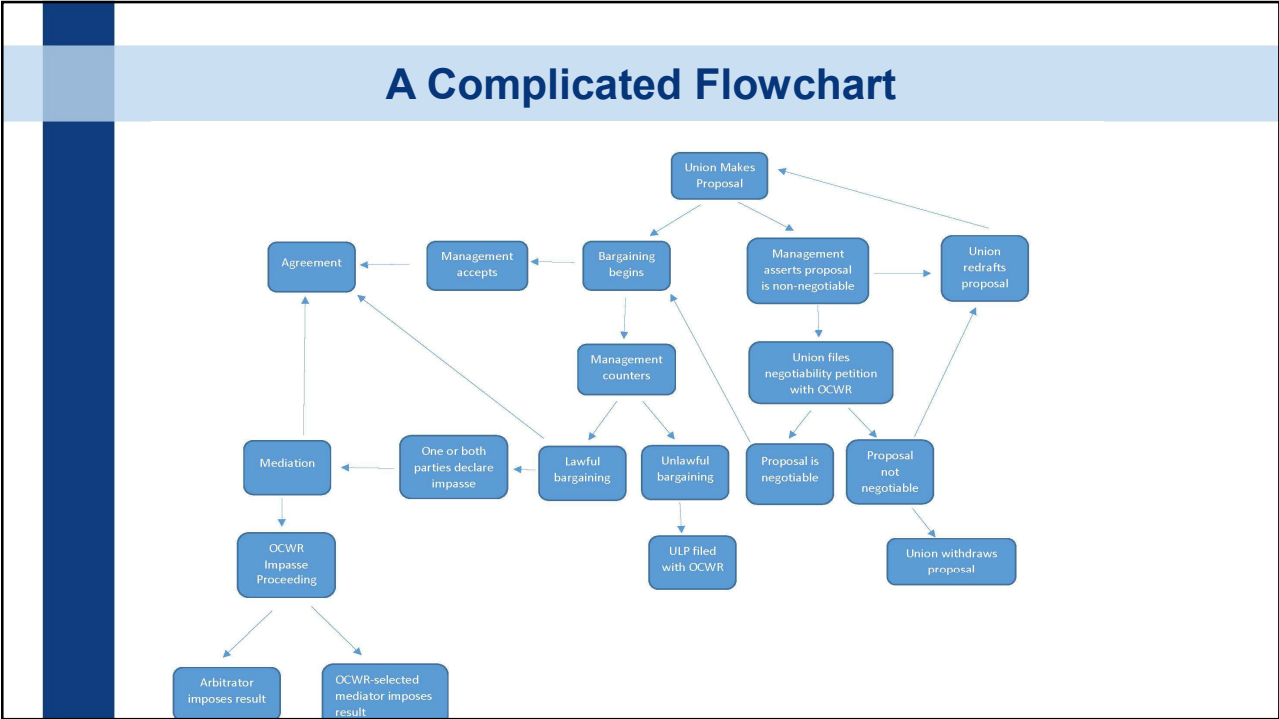 A Complicated Flowchart
Union Makes
Proposal
Agreement
Management
accepts
Bargaining
begins
Management
asserts proposal
is non-negotiable
Union
redrafts
proposal
Management
counters
Union files
negotiability petition
with OCWR
Mediation
One or both
parties declare
impasse
Lawful
bargaining
Unlawful
bargaining
Proposal is
negotiable
Proposal
not
negotiable
OCWR
Impasse
Proceeding
ULP filed
with OCWR
Union withdraws
proposal
Arbitrator
imposes result
OCWR-selected
mediator imposes
result